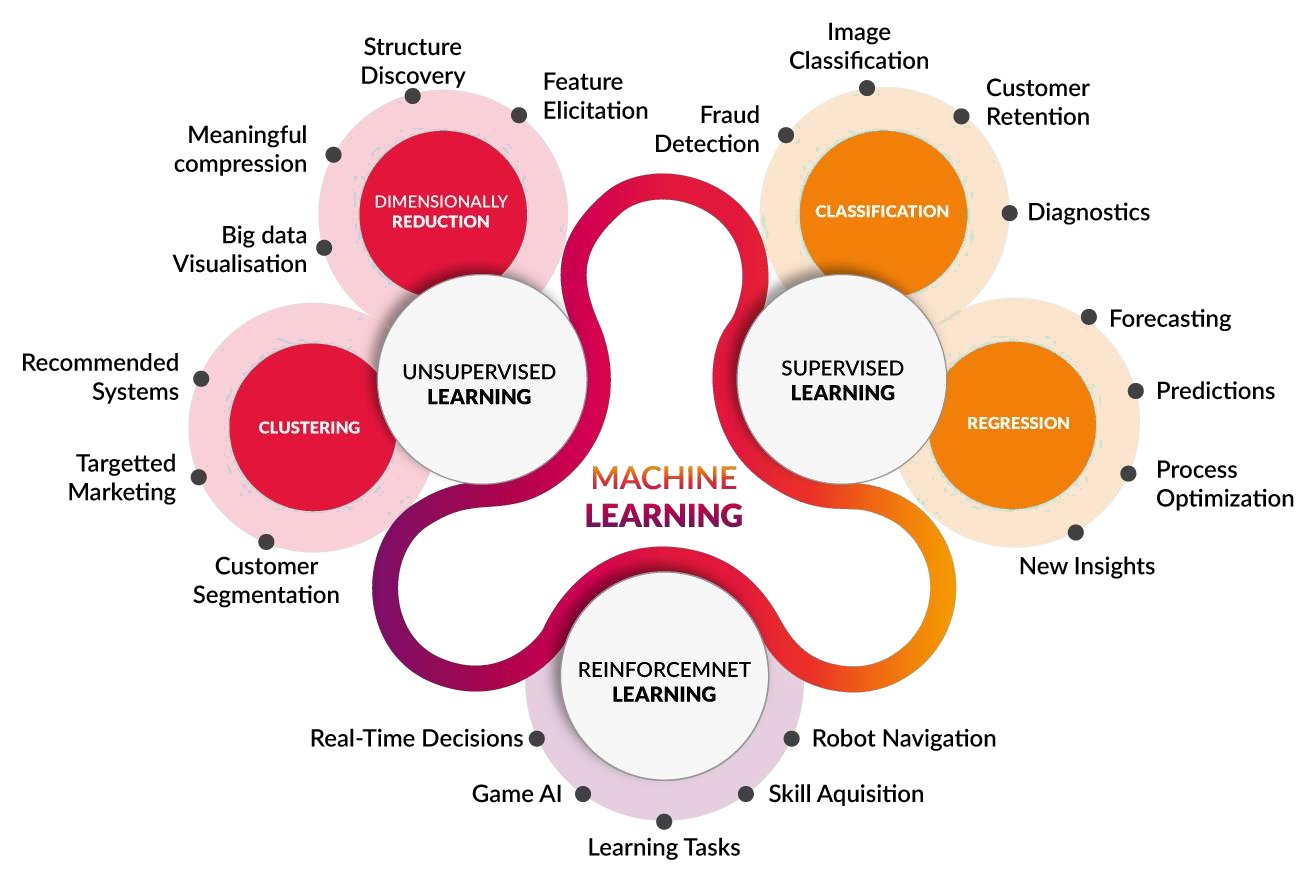 Structure
Discovery
Feature
Elicitation
Meaningful
compression
Big data
Visualisation
DIMENSIONALLY
REDUCTION
Recommended
Systems
Targetted
Marketing
Customer
Segmentation
CLUSTERING
UNSUPERVISED
LEARNING
Image
Classification
Customer
Retention
Fraud
Detection
Diagnostics
CLASSIFICATION
SUPERVISED
LEARNING
Forecasting
Predictions
Process
Optimization
New Insights
REGRESSION
MACHINE
LEARNING
REINFORCEMNET
LEARNING
Real-Time Decisions
Game AI
Learning Tasks
Skill Aquisition
Robot Navigation